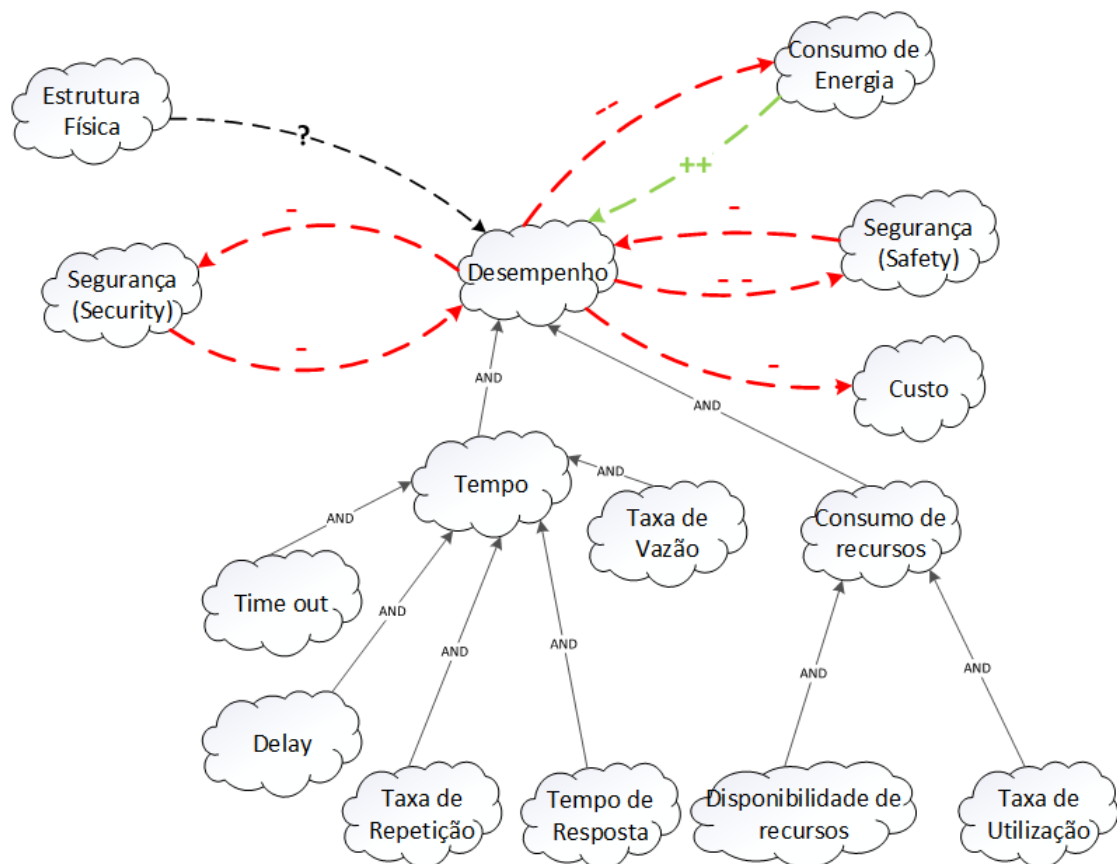 Consumo de
Energia
Estrutura
Física
--
?
++
-
-
Segurança
(Safety)
Desempenho
Segurança
(Security)
--
-
-
Custo
AND
AND
Tempo
AND
Taxa de
Vazão
Consumo de
recursos
AND
Time out
AND
AND
AND
AND
AND
Delay
Taxa de
Repetição
Tempo de
Resposta
Disponibilidade de
recursos
Taxa de
Utilização